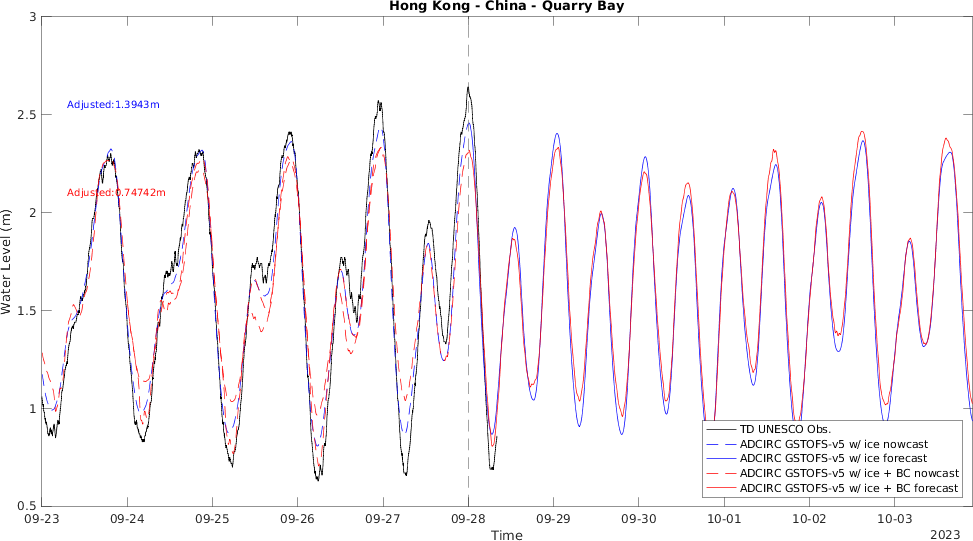 Hong Kong - China - Quarry Bay
3
2.5
2
1.5
1
0.5
Water Level (m)
Adjusted:1.3943m
Adjusted:0.74742m
TD UNESCO Obs.
ADCIRC GSTOFS-v5 w/ ice nowcast
ADCIRC GSTOFS-v5 w/ ice forecast
ADCIRC GSTOFS-v5 w/ ice + BC nowcast
ADCIRC GSTOFS-v5 w/ ice + BC forecast
09-23 09-24 09-25 09-26 09-27 09-28 09-29 09-30 10-01 10-02 10-03
Time
2023